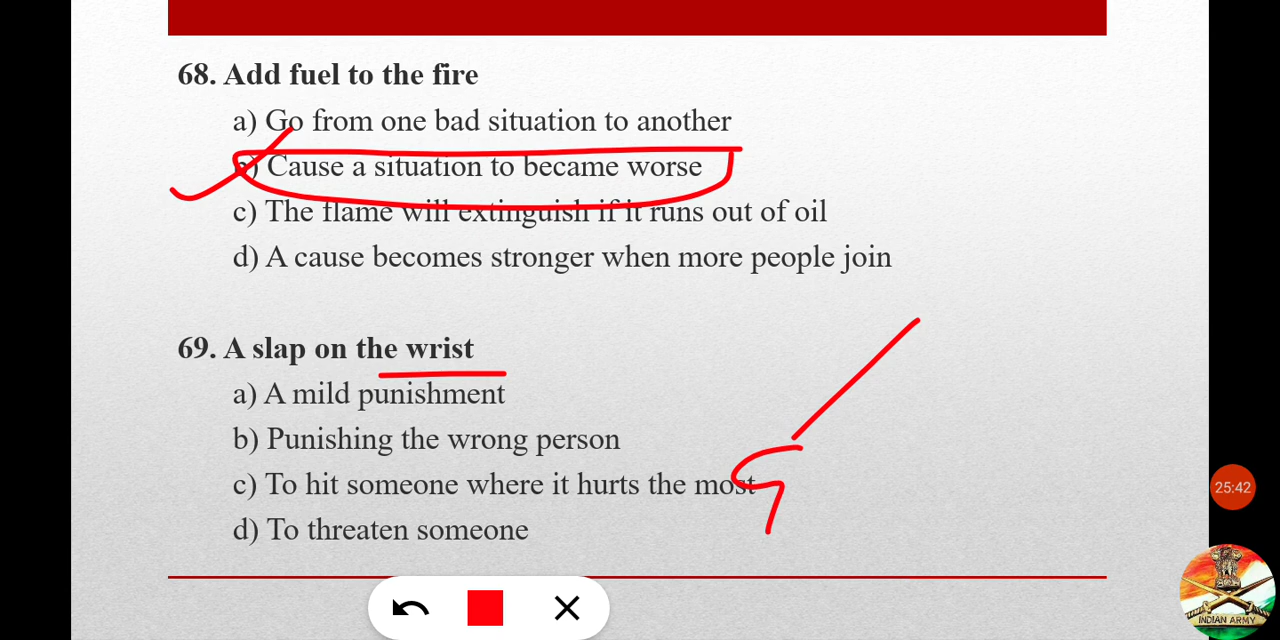 68. Add fuel to the fire
a) Go from one bad situation to another
b) Cause a situation to became worse
c) The flame will extinguish if it runs out of oil
d) A cause becomes stronger when more people join
69. A slap on the wrist
a) A mild punishment
b) Punishing the wrong person
c) To hit someone where it hurts the most
d) To threaten someone
25:42
INDIAN ARMY